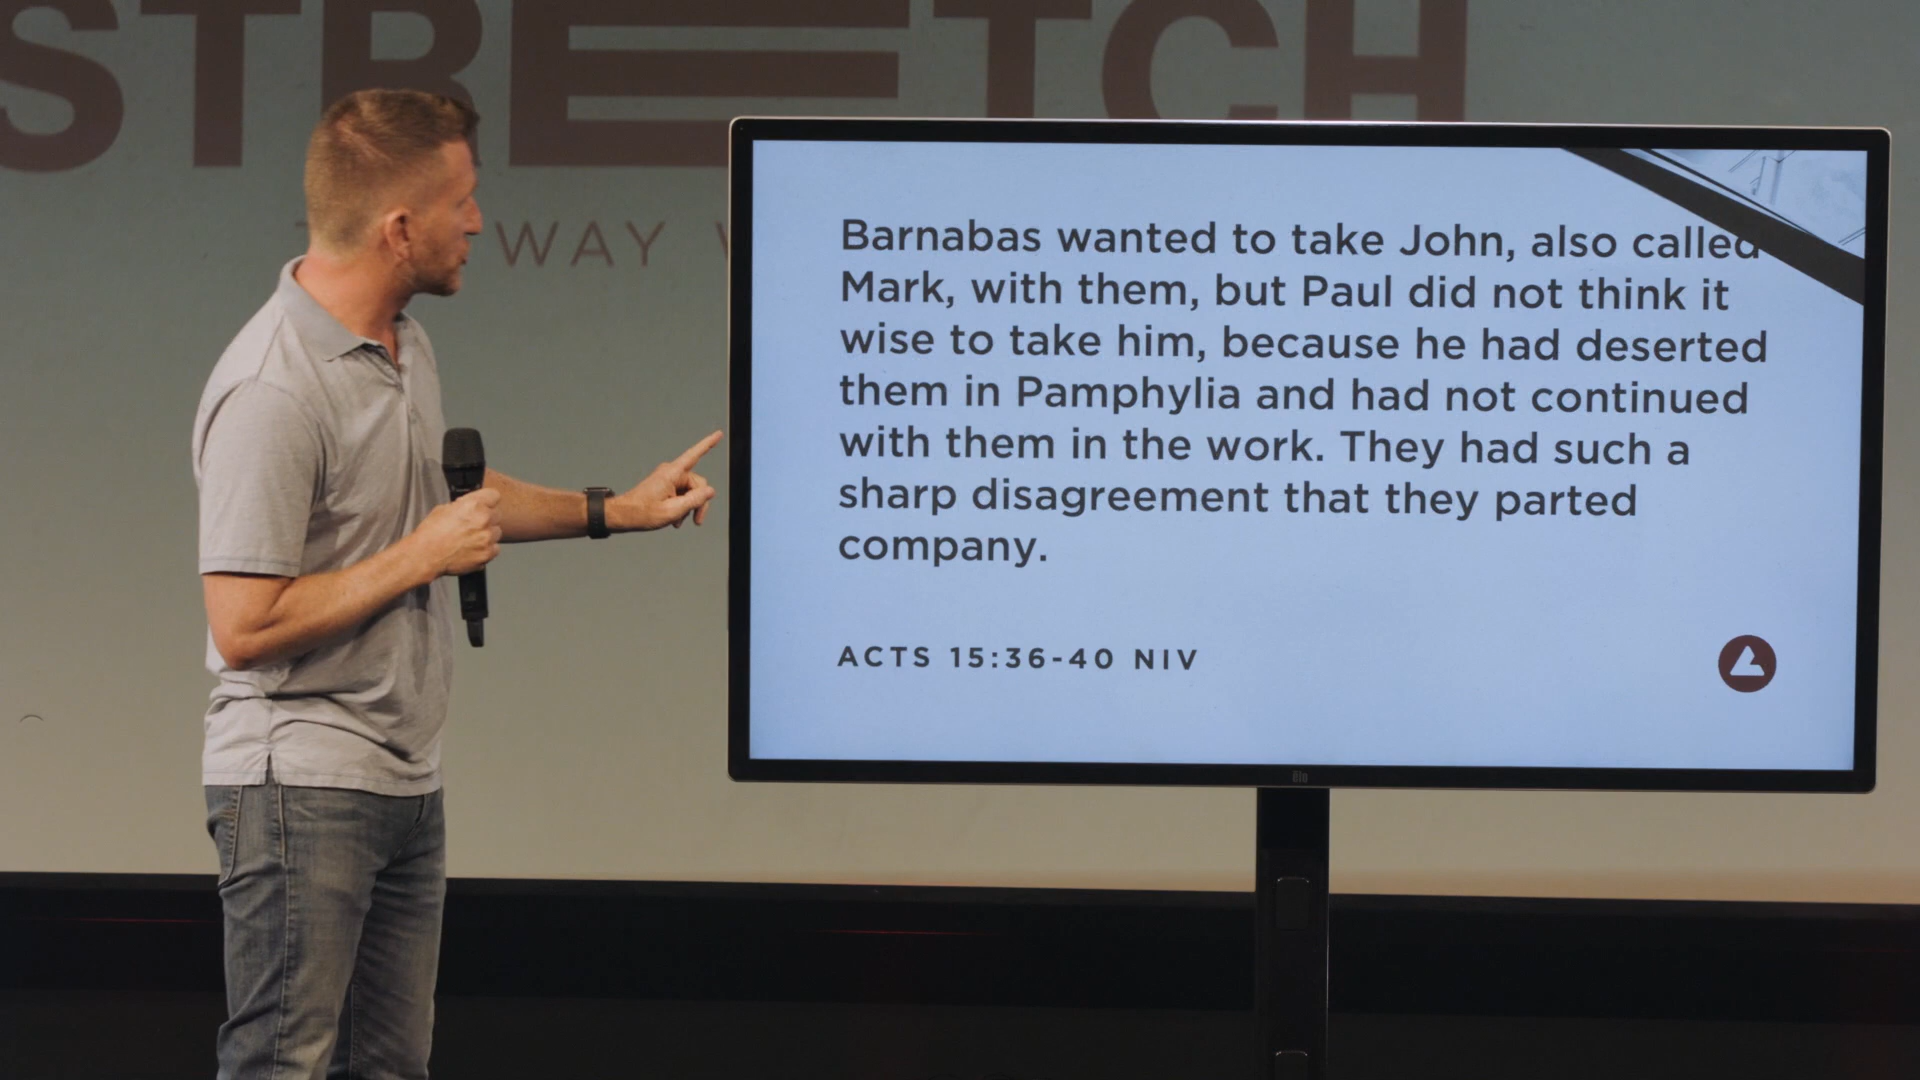 STRETCH
WAY
Barnabas wanted to take John, also called
Mark, with them, but Paul did not think it
wise to take him, because he had deserted
them in Pamphylia and had not continued
with them in the work. They had such a
sharp disagreement that they parted
company.
ACTS 15:36-40 NIV
elo